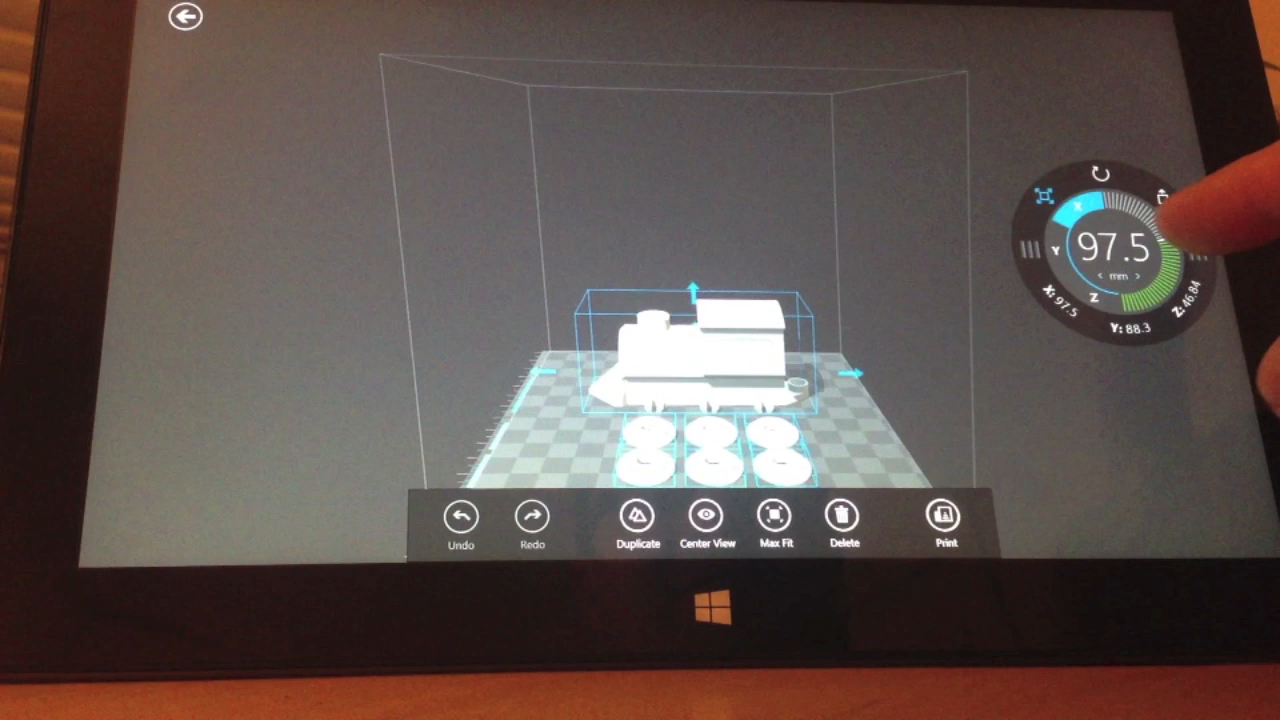 X
97.5
Y
< mm >
Z
X: 97.5
Y: 88.3
Z: 46.84
Undo
Redo
Duplicate
Center View
Max Fit
Delete
Print